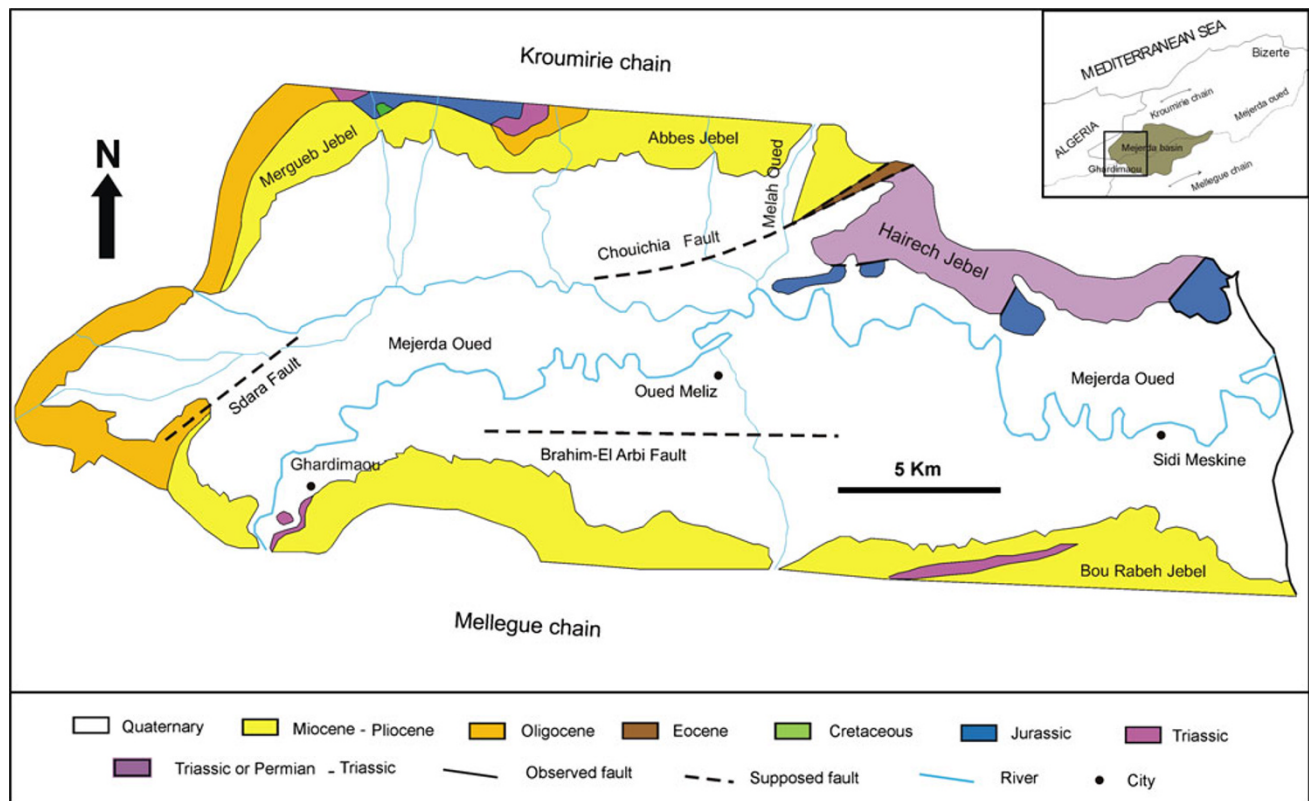 Kroumirie chain
MEDITERRANEAN SEA
Bizerte
Kroumirie chain
Mejerda oued
ALGERIA
Mejerda basin
Ghardimaou
Mellegue chain
N
Mergueb Jebel
Abbes Jebel
Melah Oued
Chouichia Fault
Hairech Jebel
Sdara Fault
Mejerda Oued
Oued Meliz
Mejerda Oued
Brahim-El Arbi Fault
Sidi Meskine
Ghardimaou
5 Km
Bou Rabeh Jebel
Mellegue chain
Quaternary
Miocene - Pliocene
Oligocene
Eocene
Cretaceous
Jurassic
Triassic
Triassic or Permian - Triassic
Observed fault
Supposed fault
River
City